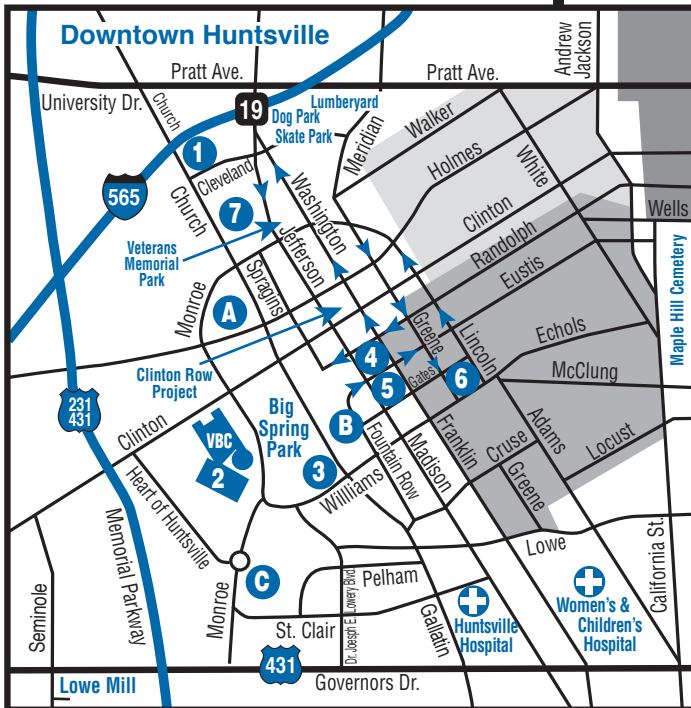 Downtown Huntsville
Andrew
Jackson
Pratt Ave.
Pratt Ave.
University Dr.
Church
19
Lumberyard
Dog Park
Skate Park
Meridian
Walker
Holmes
White
1
Cleveland
565
Church
7
Washington
Clinton
Randolph
Wells
Veterans
Memorial
Park
Jefferson
Spragins
Eustis
Maple Hill Cemetery
Monroe
A
Greene
Lincoln
Echols
4
Clinton Row
Project
5
Gates
6
McClung
231
431
Clinton
Big
Spring
Park
B
VBC
2
3
Fountain Row
Madison
Franklin
Adams
Cruse
Locust
Williams
Greene
Heart of Huntsville
Memorial Parkway
Lowe
California St.
C
Pelham
Dr. Joesph E. Lowery Blvd.
Seminole
Monroe
St. Clair
Gallatin
Huntsville
Hospital
Women's &
Children's
Hospital
431
Lowe Mill
Governors Dr.